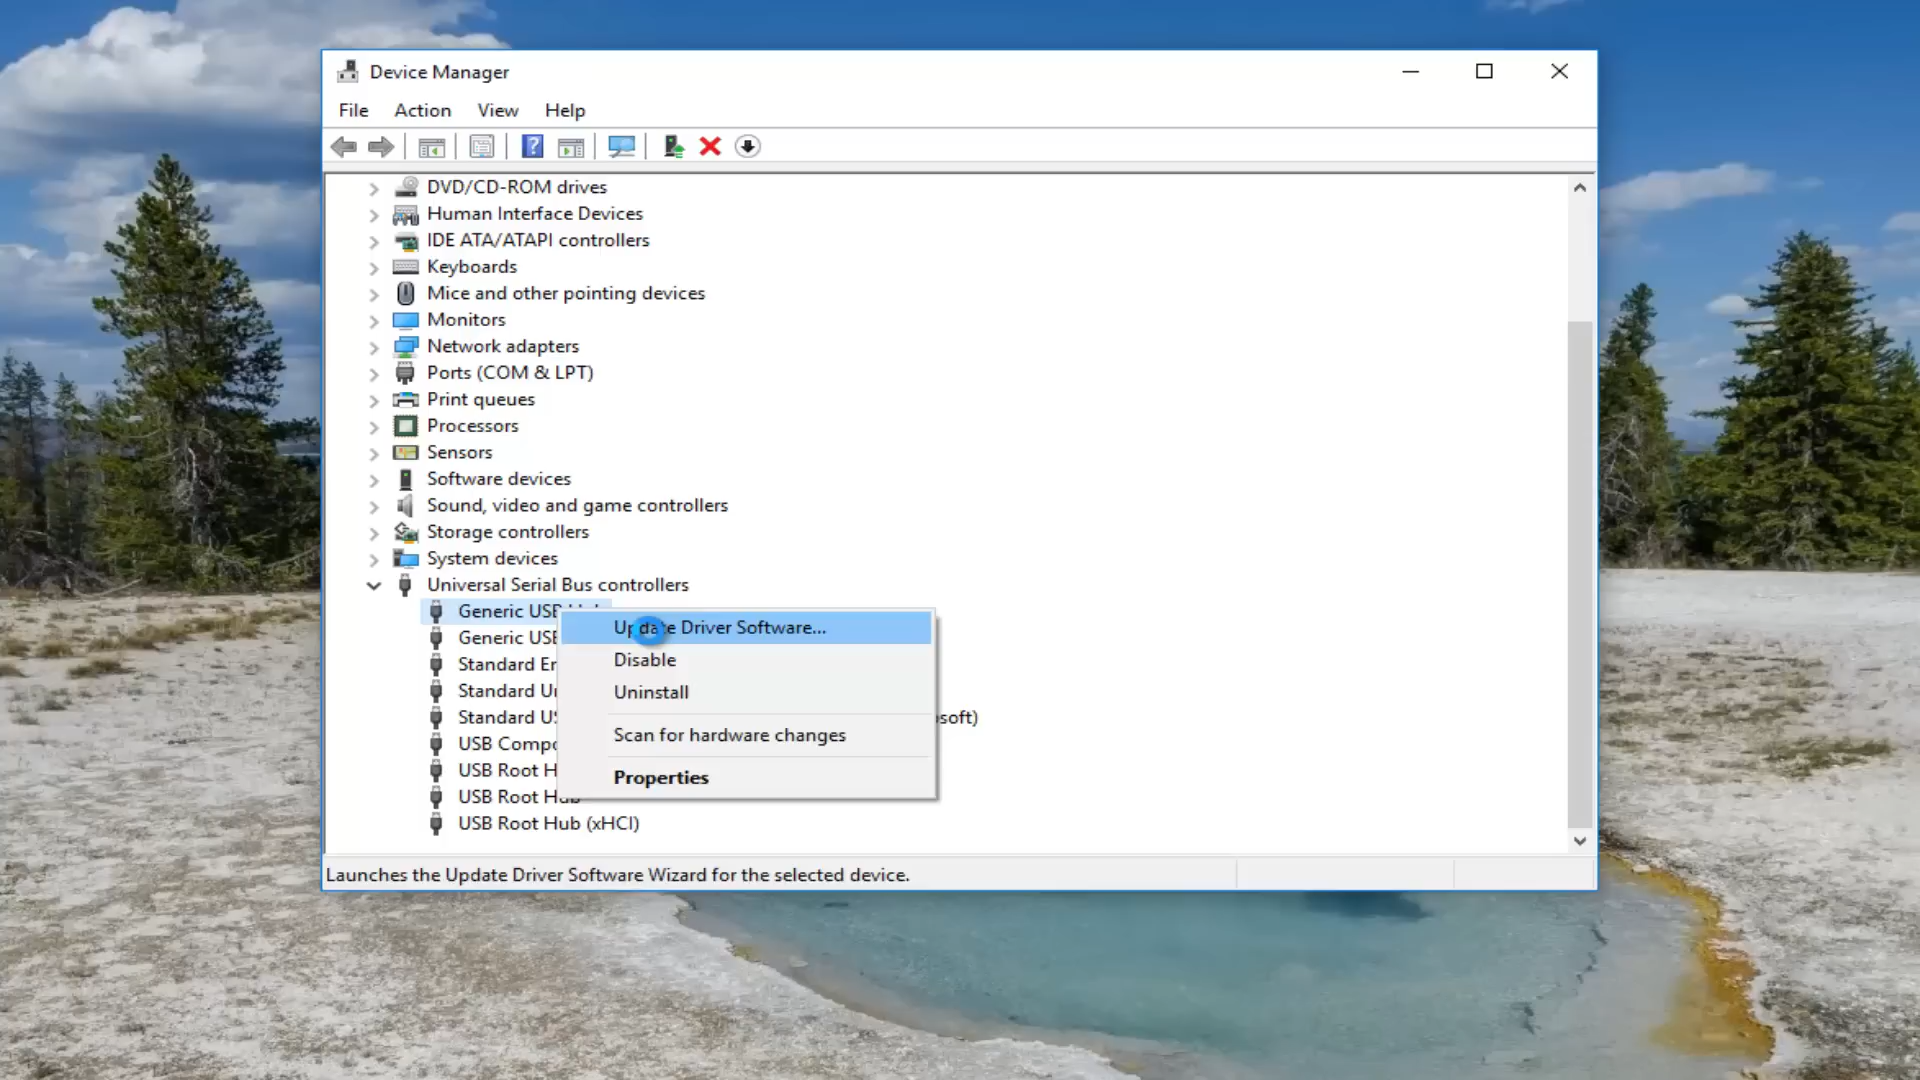 Device Manager
File Action View Help
DVD/CD-ROM drives
Human Interface Devices
IDE ATA/ATAPI controllers
Keyboards
Mice and other pointing devices
Monitors
Network adapters
Ports (COM & LPT)
Print queues
Processors
Sensors
Software devices
Sound, video and game controllers
Storage controllers
System devices
Universal Serial Bus controllers
Generic USB
Update Driver Software...
Generic USB
Disable
Standard
Standard
Uninstall
Standard
soft)
Scan for hardware changes
USB
USB Root
Properties
USB Root Hub
USB Root Hub (xHCI)
Launches the Update Driver Software Wizard for the selected device.